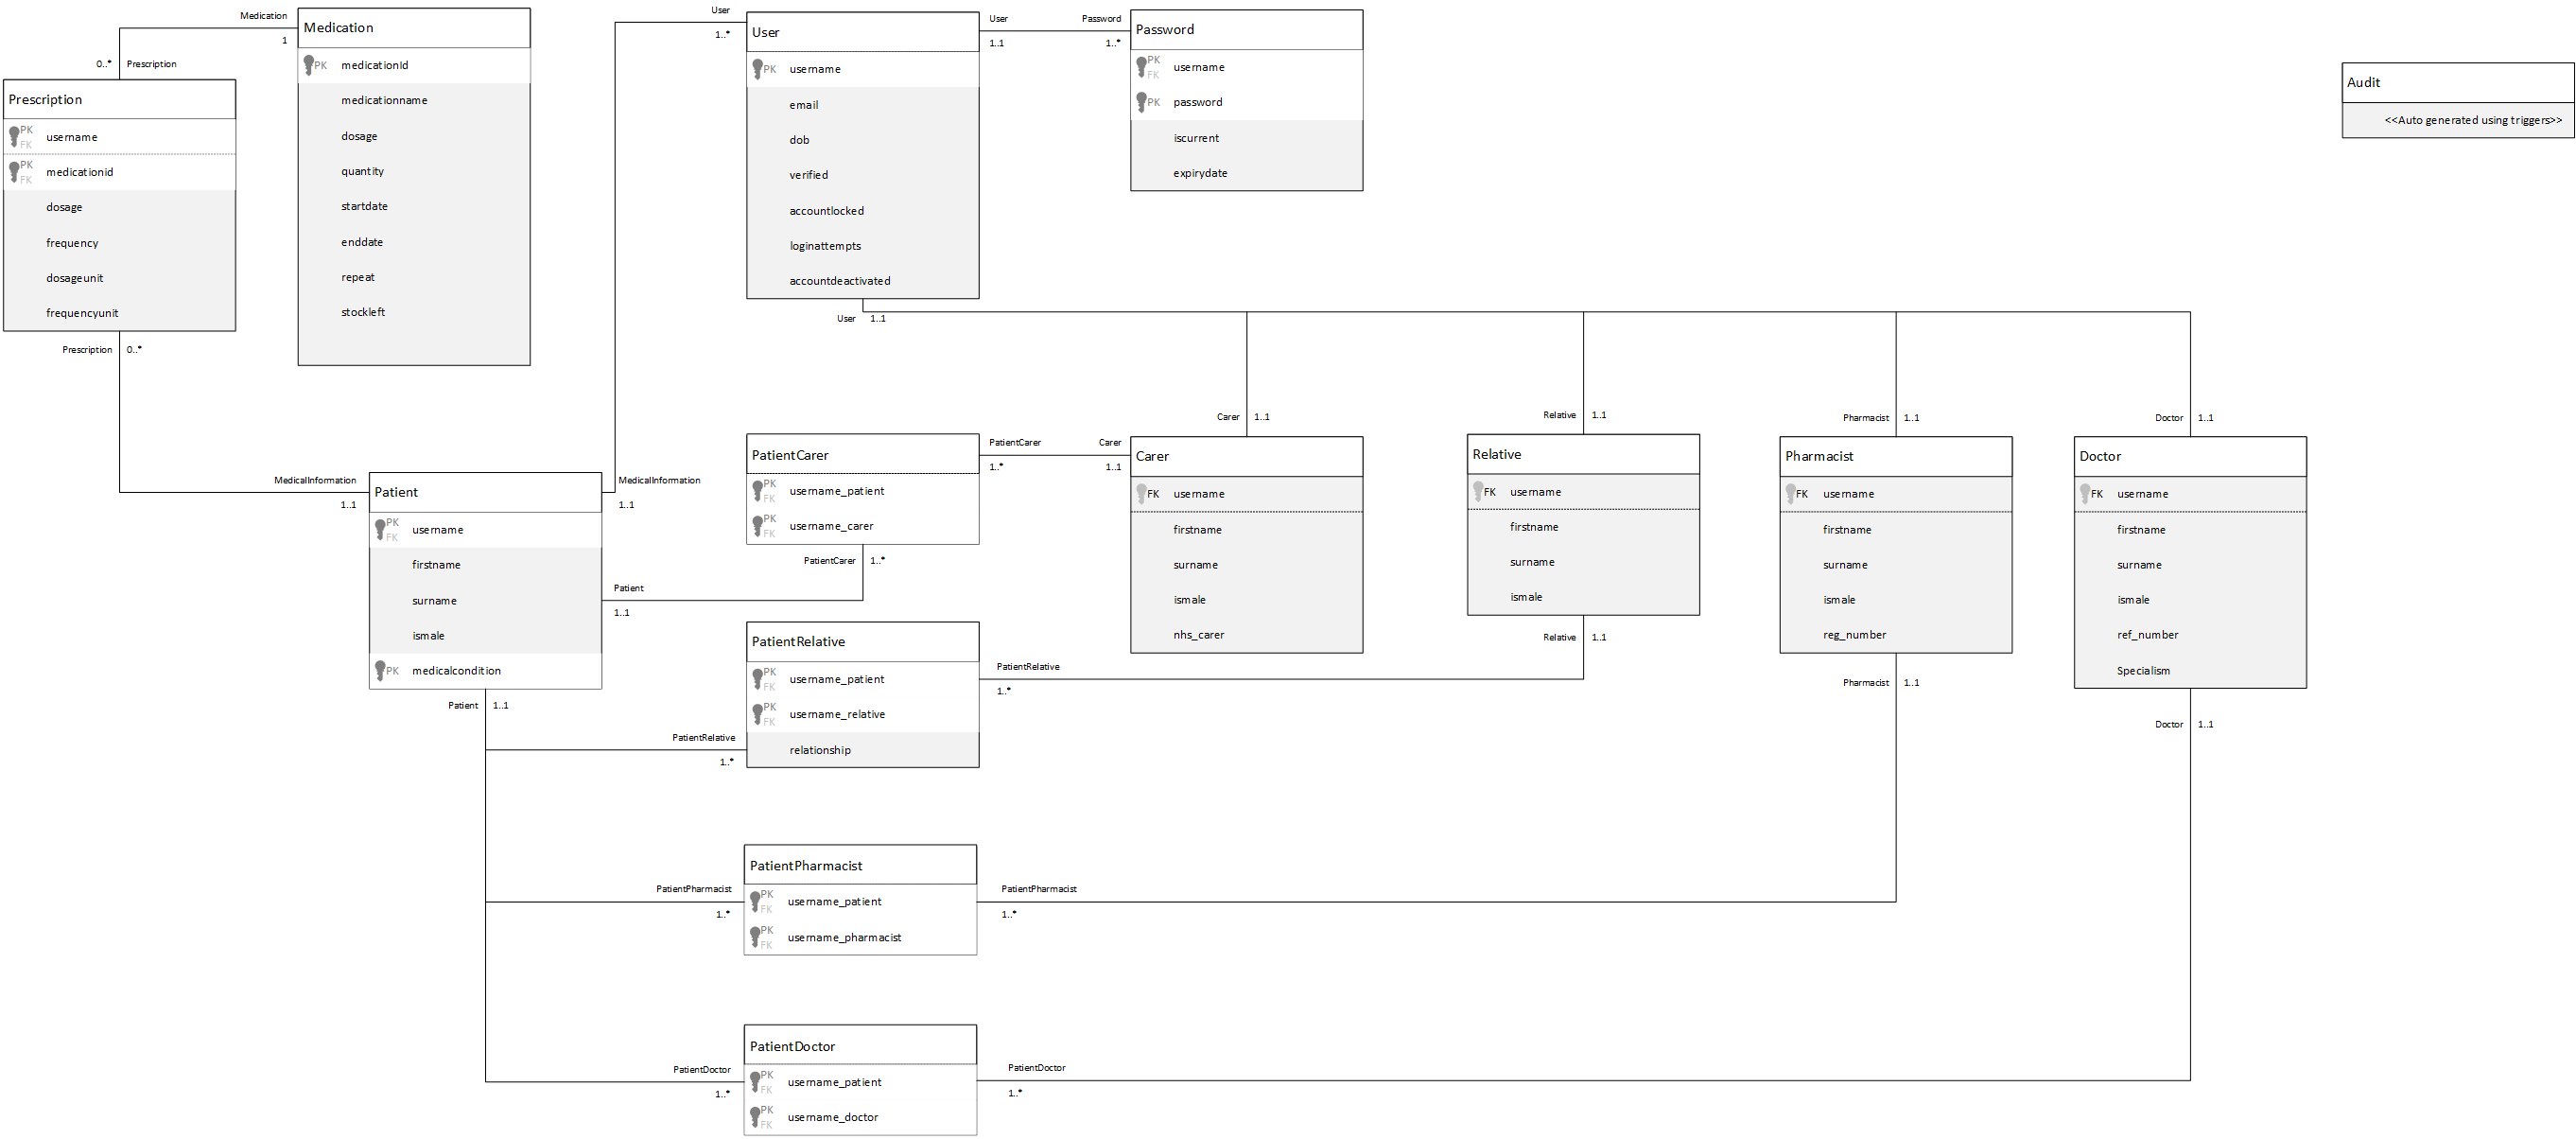 Medication
1
0..*
Prescription
Medication
PK
medicationId
medicationname
dosage
quantity
startdate
enddate
repeat
stockleft
Prescription
PK
FK
username
PK
FK
medicationid
dosage
frequency
dosageunit
frequencyunit
Prescription
0..*
MedicalInformation
1..1
User
1..*
User
PK
username
email
dob
verified
accountlocked
loginattempts
accountdeactivated
User
1..1
User
1..1
Password
1..*
Password
PK
FK
username
PK
password
iscurrent
expirydate
Audit
<<Auto generated using triggers>>
Carer
1..1
Relative
1..1
Pharmacist
1..1
Doctor
1..1
Patient
PK
FK
username
firstname
surname
ismale
PK
medicalcondition
MedicalInformation
1..1
Patient
1..1
Patient
1..1
PatientCarer
PK
FK
username_patient
PK
FK
username_carer
PatientCarer
1..*
PatientCarer
1..*
Carer
1..1
Carer
FK
username
firstname
surname
ismale
nhs_carer
Relative
FK
username
firstname
surname
ismale
Relative
1..1
Pharmacist
FK
username
firstname
surname
ismale
reg_number
Pharmacist
1..1
Doctor
FK
username
firstname
surname
ismale
ref_number
Specialism
Doctor
1..1
PatientRelative
PK
FK
username_patient
PK
FK
username_relative
relationship
PatientRelative
1..*
PatientRelative
1..*
PatientPharmacist
PK
FK
username_patient
PK
FK
username_pharmacist
PatientPharmacist
1..*
PatientPharmacist
1..*
PatientDoctor
PK
FK
username_patient
PK
FK
username_doctor
PatientDoctor
1..*
PatientDoctor
1..*